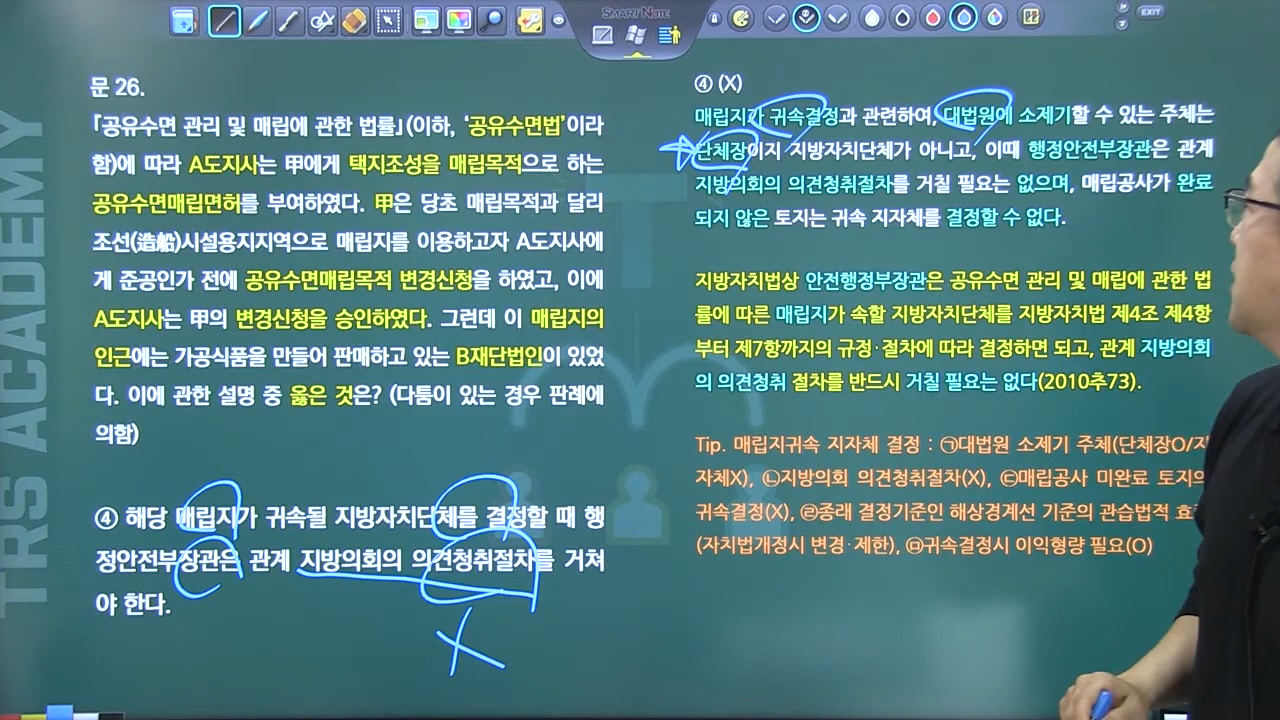 SMART NOTE
EXIT
TRS ACADEMY
문 26.
「공유수면 관리 및 매립에 관한 법률」(이하, ‘공유수면법’이라
함)에 따라 A도지사는 甲에게 택지조성을 매립목적으로 하는
공유수면매립면허를 부여하였다. 甲은 당초 매립목적과 달리
조선(造船)시설용지지역으로 매립지를 이용하고자 A도지사에
게 준공인가 전에 공유수면매립목적 변경신청을 하였고, 이에
A도지사는 甲의 변경신청을 승인하였다. 그런데 이 매립지의
인근에는 가공식품을 만들어 판매하고 있는 B재단법인이 있었
다. 이에 관한 설명 중 옳은 것은? (다툼이 있는 경우 판례에
의함)
④ 해당 매립지가 귀속될 지방자치단체를 결정할 때 행
정안전부장관은 관계 지방의회의 의견청취절차를 거쳐
야 한다.
X
④ (X)
매립지가 귀속결정과 관련하여, 대법원에 소제기할 수 있는 주체는
단체장이지 지방자치단체가 아니고, 이때 행정안전부장관은 관계
지방의회의 의견청취절차를 거칠 필요는 없으며, 매립공사가 완료
되지 않은 토지는 귀속 지자체를 결정할 수 없다.
지방자치법상 안전행정부장관은 공유수면 관리 및 매립에 관한 법
률에 따른 매립지가 속할 지방자치단체를 지방자치법 제4조 제4항
부터 제7항까지의 규정·절차에 따라 결정하면 되고, 관계 지방의회
의 의견청취 절차를 반드시 거칠 필요는 없다(2010추73).
Tip. 매립지귀속 지자체 결정 : ㉠대법원 소제기 주체(단체장O/지
자체X), ㉡지방의회 의견청취절차(X), ㉢매립공사 미완료 토지의
귀속결정(X), ㉣종래 결정기준인 해상경계선 기준의 관습법적 효
(자치법개정시 변경·제한), ㉤귀속결정시 이익형량 필요(O)